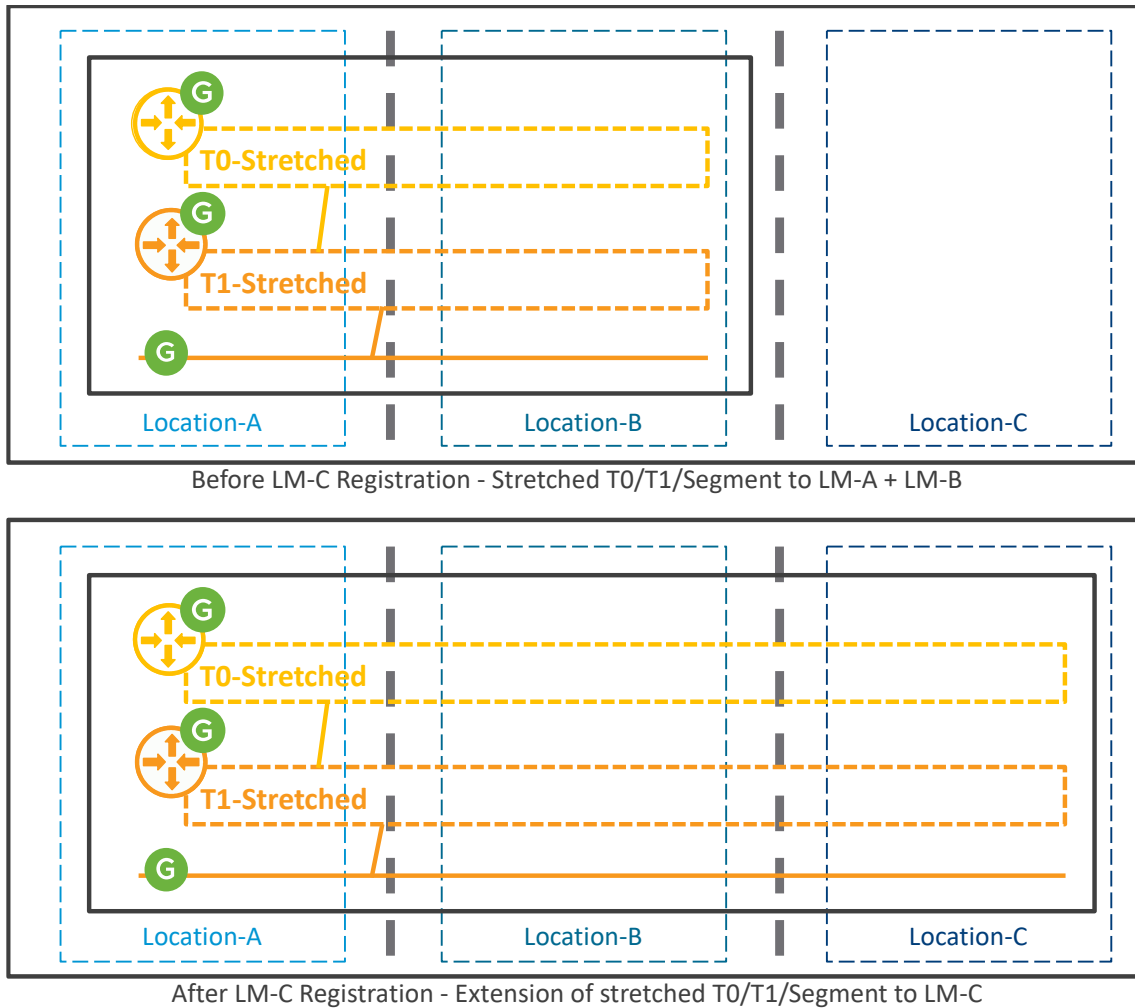 G
T0-Stretched
G
T1-Stretched
G
Location-A
Location-B
Location-C
Before LM-C Registration - Stretched T0/T1/Segment to LM-A + LM-B
G
T0-Stretched
G
T1-Stretched
G
Location-A
Location-B
Location-C
After LM-C Registration - Extension of stretched T0/T1/Segment to LM-C